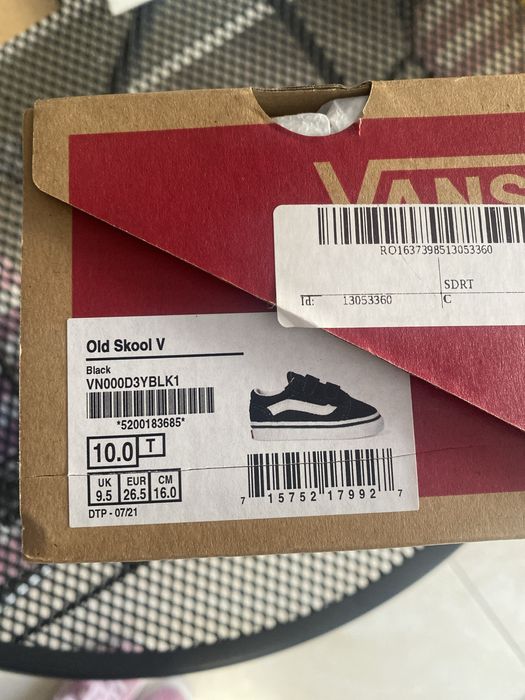 VANS
RO1637398513053360
SDRT
Id: 13053360 C
Old Skool V
Black
VN000D3YBLK1
*5200183685*
10.0 T
UK EUR CM
9.5 26.5 16.0
7 15752 17992 7
DTP - 07/21